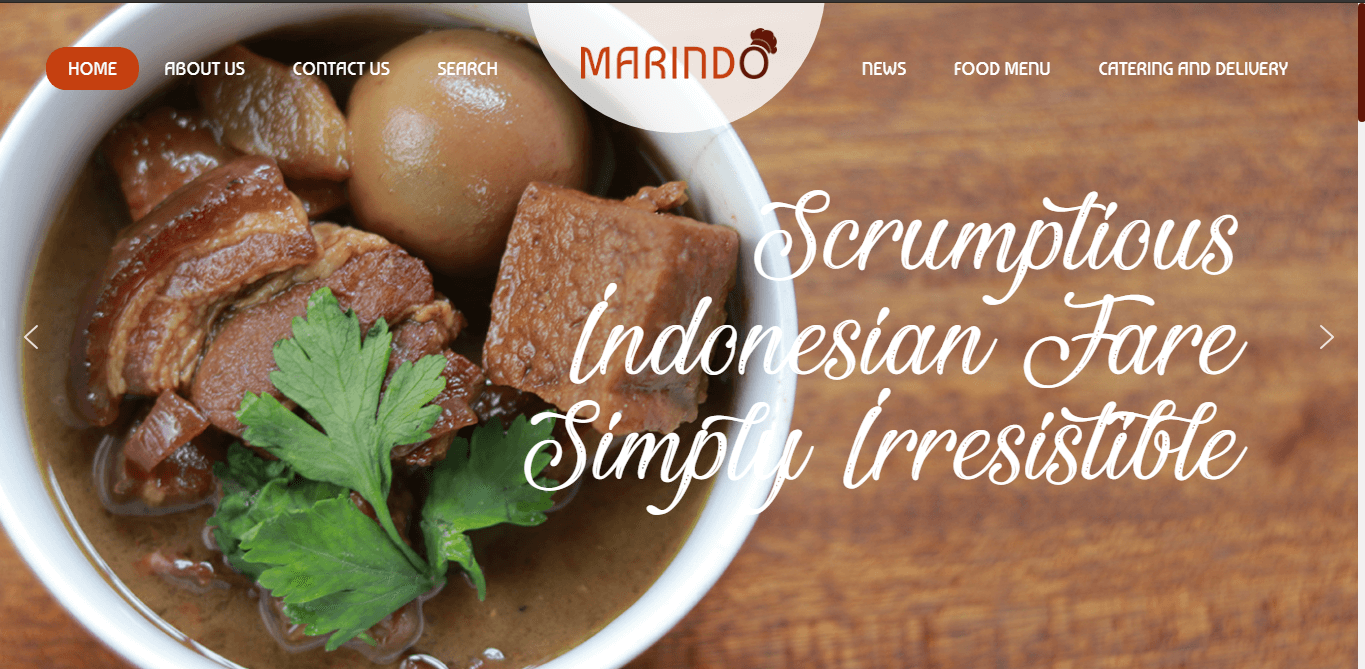 HOME ABOUT US CONTACT US SEARCH MARINDO NEWS FOOD MENU CATERING AND DELIVERY
Scrumptious
Indonesian Fare
Simply Irresistible